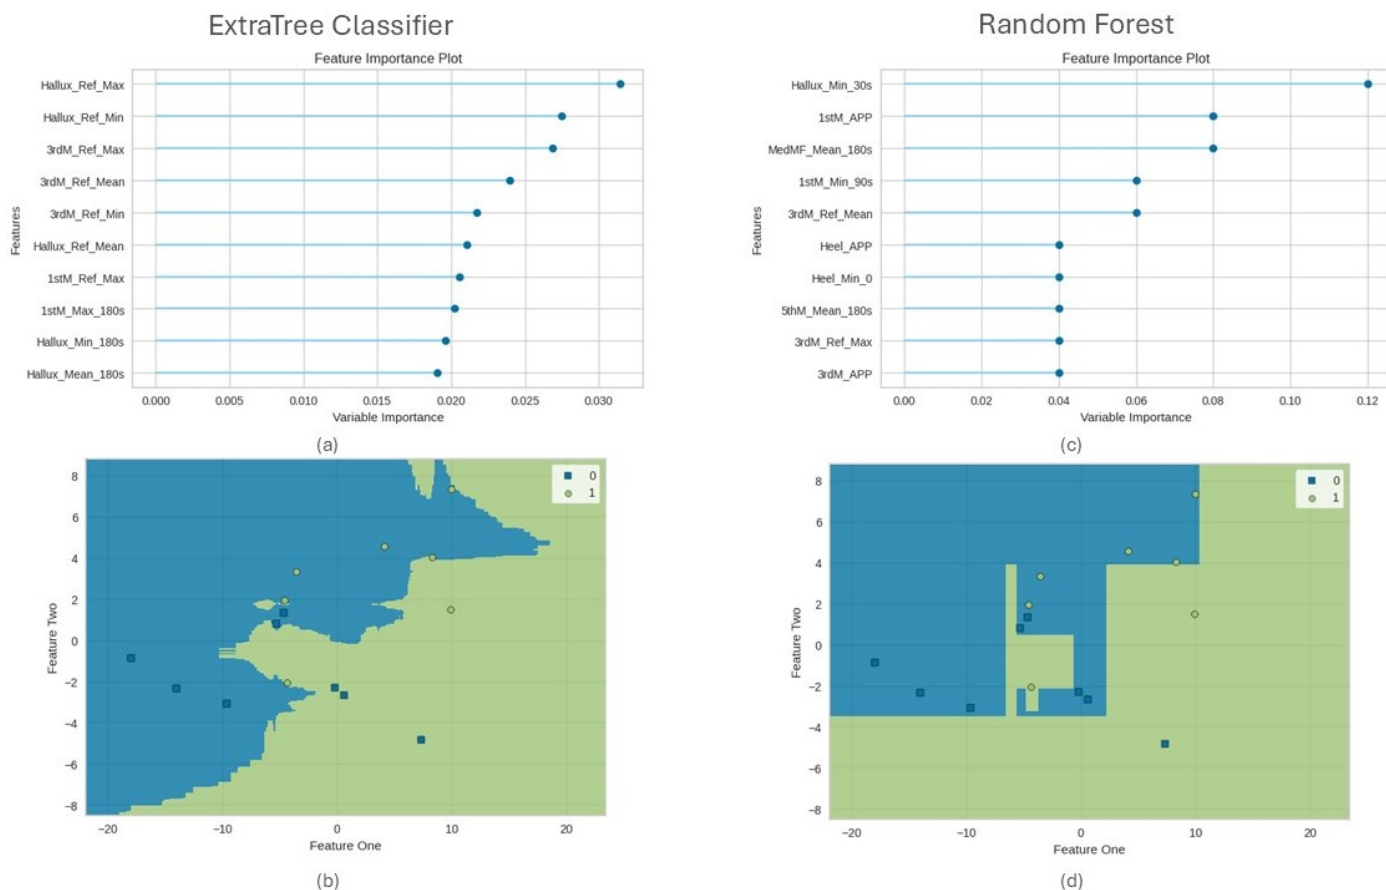 ExtraTree Classifier
Feature Importance Plot
Features
Hallux_Ref_Max
Hallux_Ref_Min
3rdM_Ref_Max
3rdM_Ref_Mean
3rdM_Ref_Min
Hallux_Ref_Mean
1stM_Ref_Max
1stM_Max_180s
Hallux_Min_180s
Hallux_Mean_180s
0.000 0.005 0.010 0.015 0.020 0.025 0.030
Variable Importance
(a)
Feature Two
8
6
4
2
0
−2
−4
−6
−8
0
1
−20 −10 0 10 20
Feature One
(b)
Random Forest
Feature Importance Plot
Features
Hallux_Min_30s
1stM_APP
MedMF_Mean_180s
1stM_Min_90s
3rdM_Ref_Mean
Heel_APP
Heel_Min_0
5thM_Mean_180s
3rdM_Ref_Max
3rdM_APP
0.00 0.02 0.04 0.06 0.08 0.10 0.12
Variable Importance
(c)
Feature Two
8
6
4
2
0
−2
−4
−6
−8
0
1
−20 −10 0 10 20
Feature One
(d)